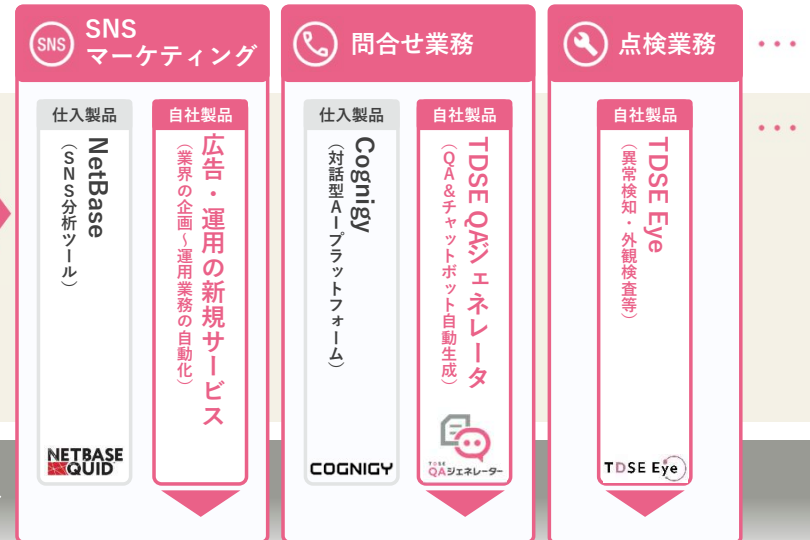 SNS
SNS
マーケティング
仕入製品
NetBase
（SNS分析ツール）
NETBASE
QUID
自社製品
広告・運用の新規サービス
（業界の企画～運用業務の自動化）
問合せ業務
仕入製品
Cognigy
（対話型AIプラットフォーム）
COGNIGY
自社製品
TDSE QAジェネレータ
（QA＆チャットボット自動生成）
TDSE
QAジェネレーター
点検業務
自社製品
TDSE Eye
（異常検知・外観検査等）
TDSE Eye
・・・
・・・